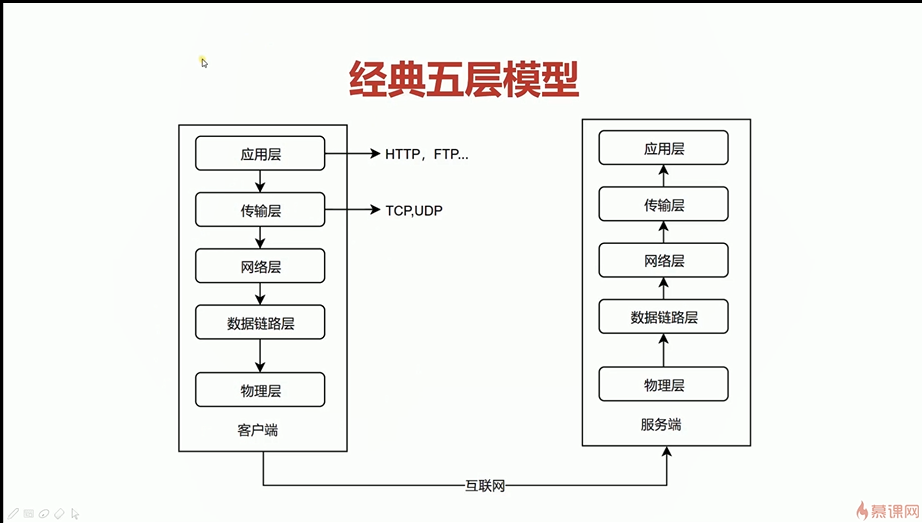 经典五层模型
应用层
HTTP，FTP...
传输层
TCP,UDP
网络层
数据链路层
物理层
客户端
应用层
传输层
网络层
数据链路层
物理层
服务端
互联网
慕课网